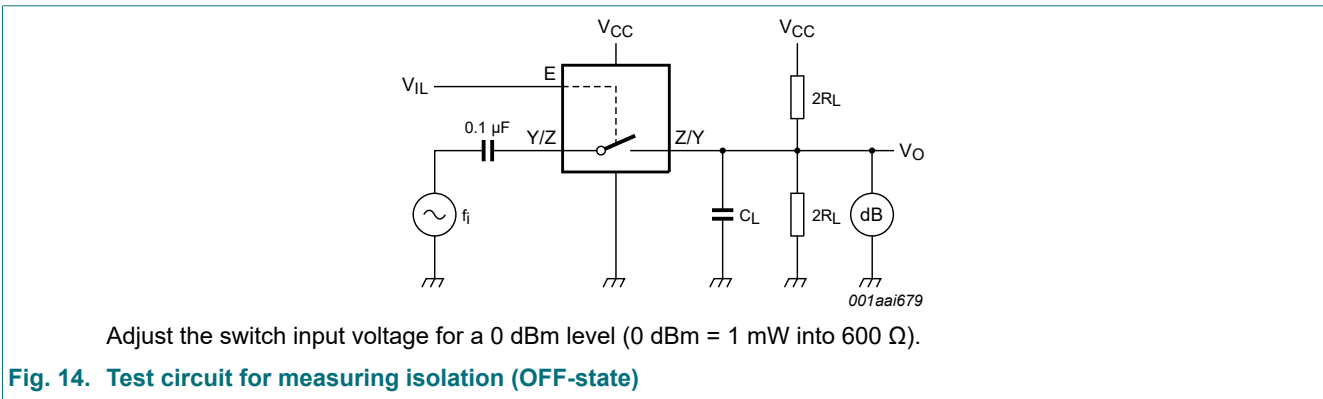 VCC VCC
E
VIL
2RL
0.1 µF
Y/Z Z/Y
VO
fi
CL 2RL dB
001aai679
Adjust the switch input voltage for a 0 dBm level (0 dBm = 1 mW into 600 Ω).
Fig. 14. Test circuit for measuring isolation (OFF-state)